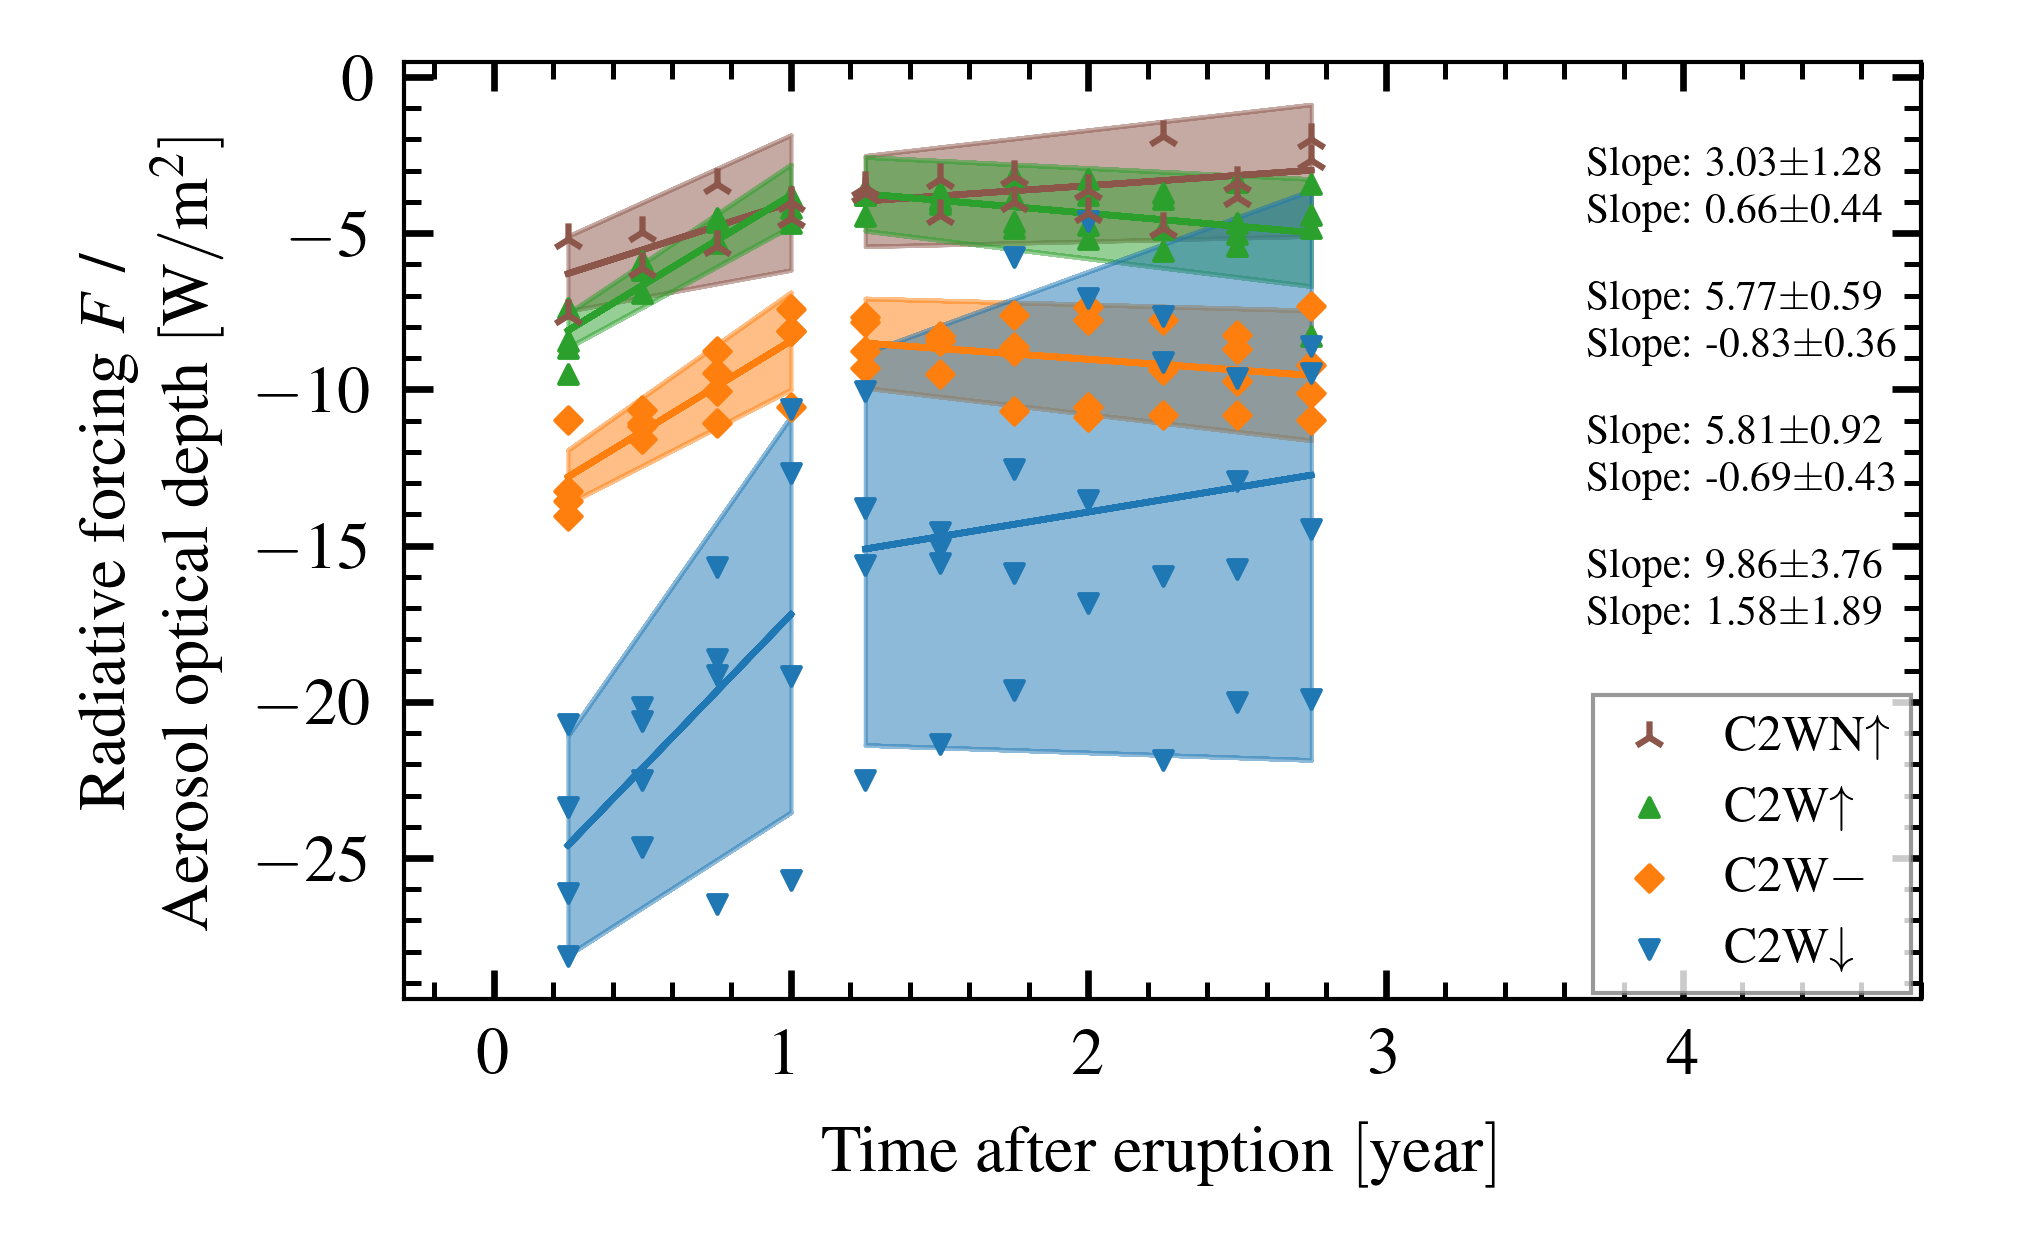 Radiative forcing F /
Aerosol optical depth [W/m²]
0
−5
−10
−15
−20
−25
Slope: 3.03±1.28
Slope: 0.66±0.44
Slope: 5.77±0.59
Slope: -0.83±0.36
Slope: 5.81±0.92
Slope: -0.69±0.43
Slope: 9.86±3.76
Slope: 1.58±1.89
C2WN↑
C2W↑
C2W−
C2W↓
0 1 2 3 4
Time after eruption [year]